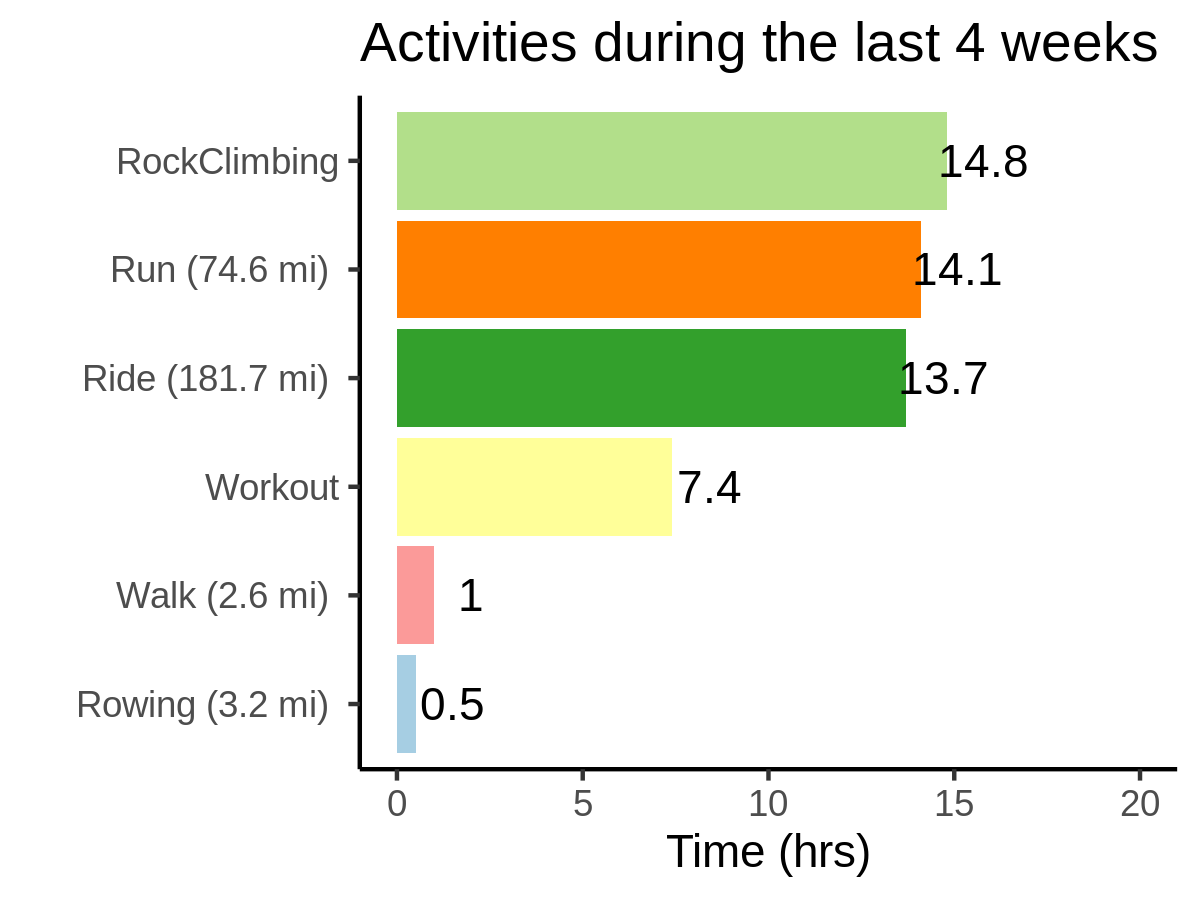 Activities during the last 4 weeks
RockClimbing 14.8
Run (74.6 mi) 14.1
Ride (181.7 mi) 13.7
Workout 7.4
Walk (2.6 mi) 1
Rowing (3.2 mi) 0.5
0 5 10 15 20
Time (hrs)